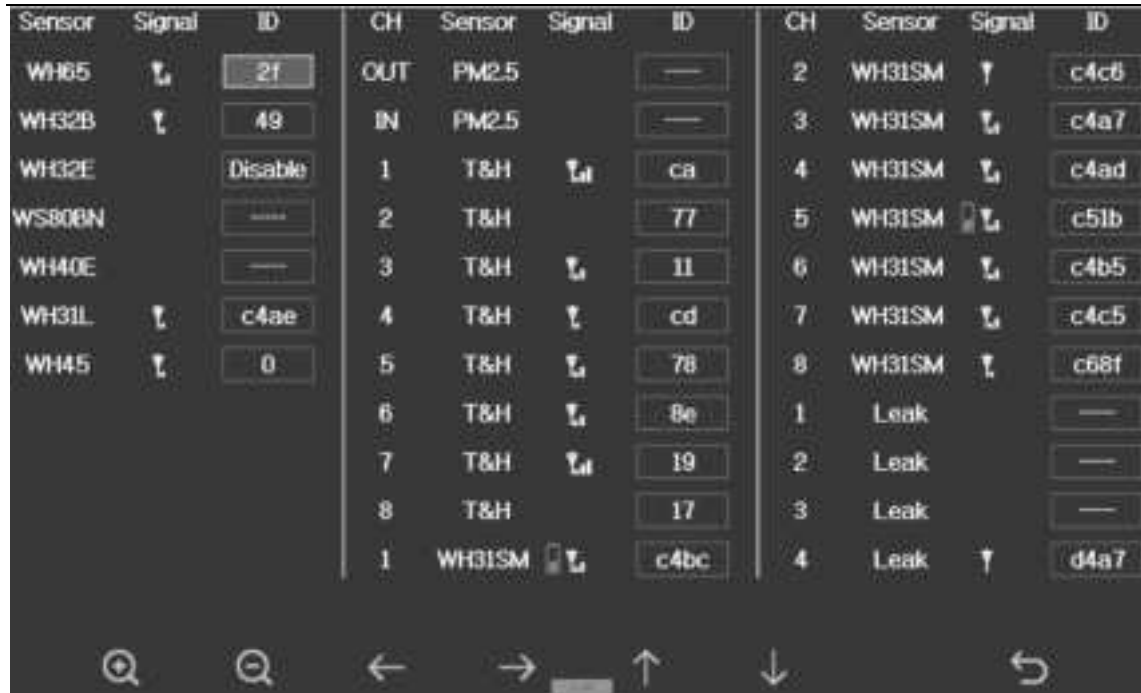 Sensor Signal ID CH Sensor Signal ID CH Sensor Signal ID
WH65 2f OUT PM2.5 ---- 2 WH31SM c4c6
WH32B 49 IN PM2.5 ---- 3 WH31SM c4a7
WH32E Disable 1 T&H ca 4 WH31SM c4ad
WS80BN ---- 2 T&H 77 5 WH31SM c51b
WH40E ---- 3 T&H 11 6 WH31SM c4b5
WH31L c4ae 4 T&H cd 7 WH31SM c4c5
WH45 0 5 T&H 78 8 WH31SM c68f
6 T&H 8e 1 Leak ----
7 T&H 19 2 Leak ----
8 T&H 17 3 Leak ----
1 WH31SM c4bc 4 Leak d4a7